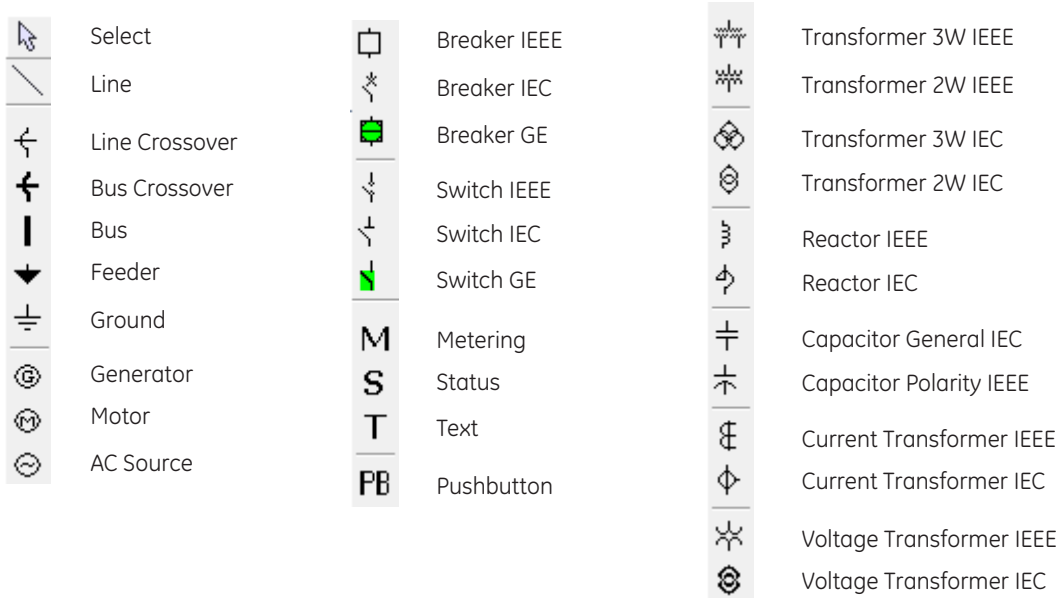 Select
Line
Line Crossover
Bus Crossover
Bus
Feeder
Ground
G Generator
M Motor
AC Source
Breaker IEEE
Breaker IEC
Breaker GE
Switch IEEE
Switch IEC
Switch GE
M Metering
S Status
T Text
PB Pushbutton
Transformer 3W IEEE
Transformer 2W IEEE
Transformer 3W IEC
Transformer 2W IEC
Reactor IEEE
Reactor IEC
Capacitor General IEC
Capacitor Polarity IEEE
Current Transformer IEEE
Current Transformer IEC
Voltage Transformer IEEE
Voltage Transformer IEC